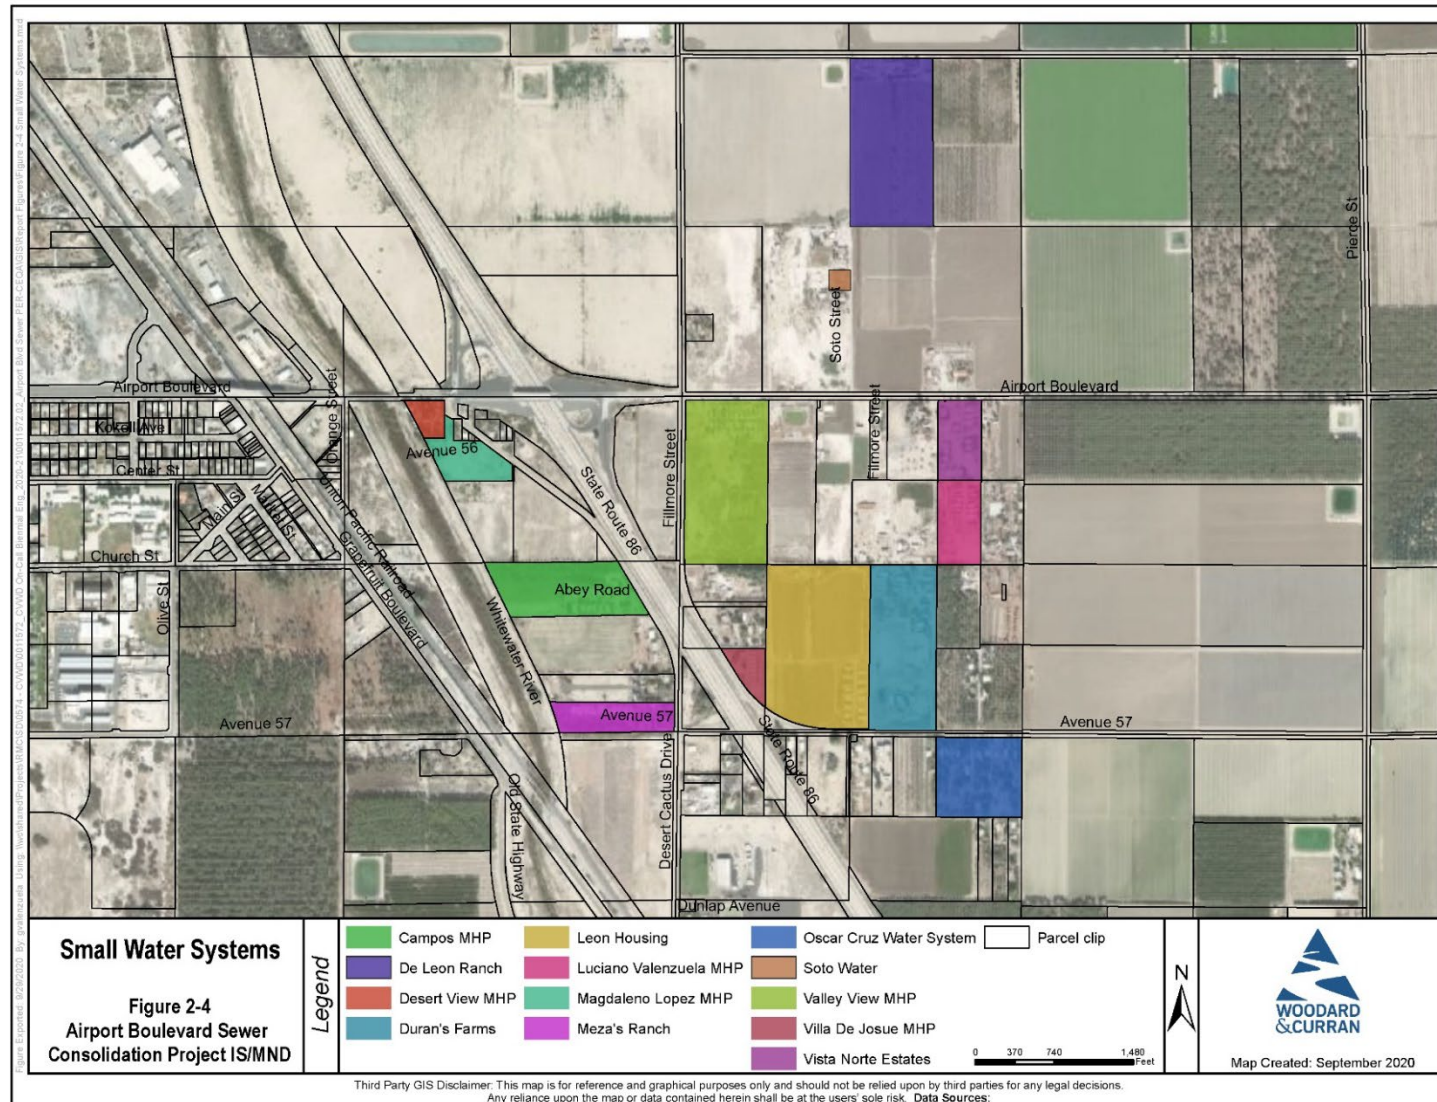 Pierce St
Soto Street
Airport Boulevard
Airport Boulevard
Orange Street
Kokell Ave
Center St
Avenue 56
Fillmore Street
Fillmore Street
State Route 86
Main St
Church St
Union Pacific Railroad
Grapefruit Boulevard
Olive St
Abey Road
Whitewater River
Avenue 57
Avenue 57
Avenue 57
State Route 86
Desert Cactus Drive
Old State Highway
Dunlap Avenue
Small Water Systems
Figure 2-4
Airport Boulevard Sewer
Consolidation Project IS/MND
Legend
Campos MHP
De Leon Ranch
Desert View MHP
Duran's Farms
Leon Housing
Luciano Valenzuela MHP
Magdaleno Lopez MHP
Meza's Ranch
Oscar Cruz Water System
Soto Water
Valley View MHP
Villa De Josue MHP
Vista Norte Estates
Parcel clip
0 370 740 1,480
Feet
N
WOODARD
&CURRAN
Map Created: September 2020
Third Party GIS Disclaimer: This map is for reference and graphical purposes only and should not be relied upon by third parties for any legal decisions.
Any reliance upon the map or data contained herein shall be at the users' sole risk. Data Sources: